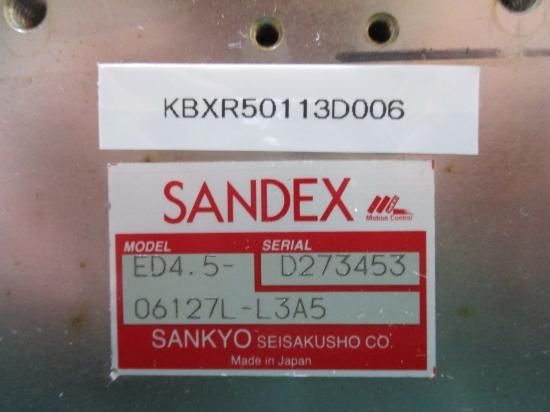 KBXR50113D006
SANDEX
Motion Control
MODEL SERIAL
ED4.5- D273453
06127L-L3A5
SANKYO SEISAKUSHO CO.
Made in Japan